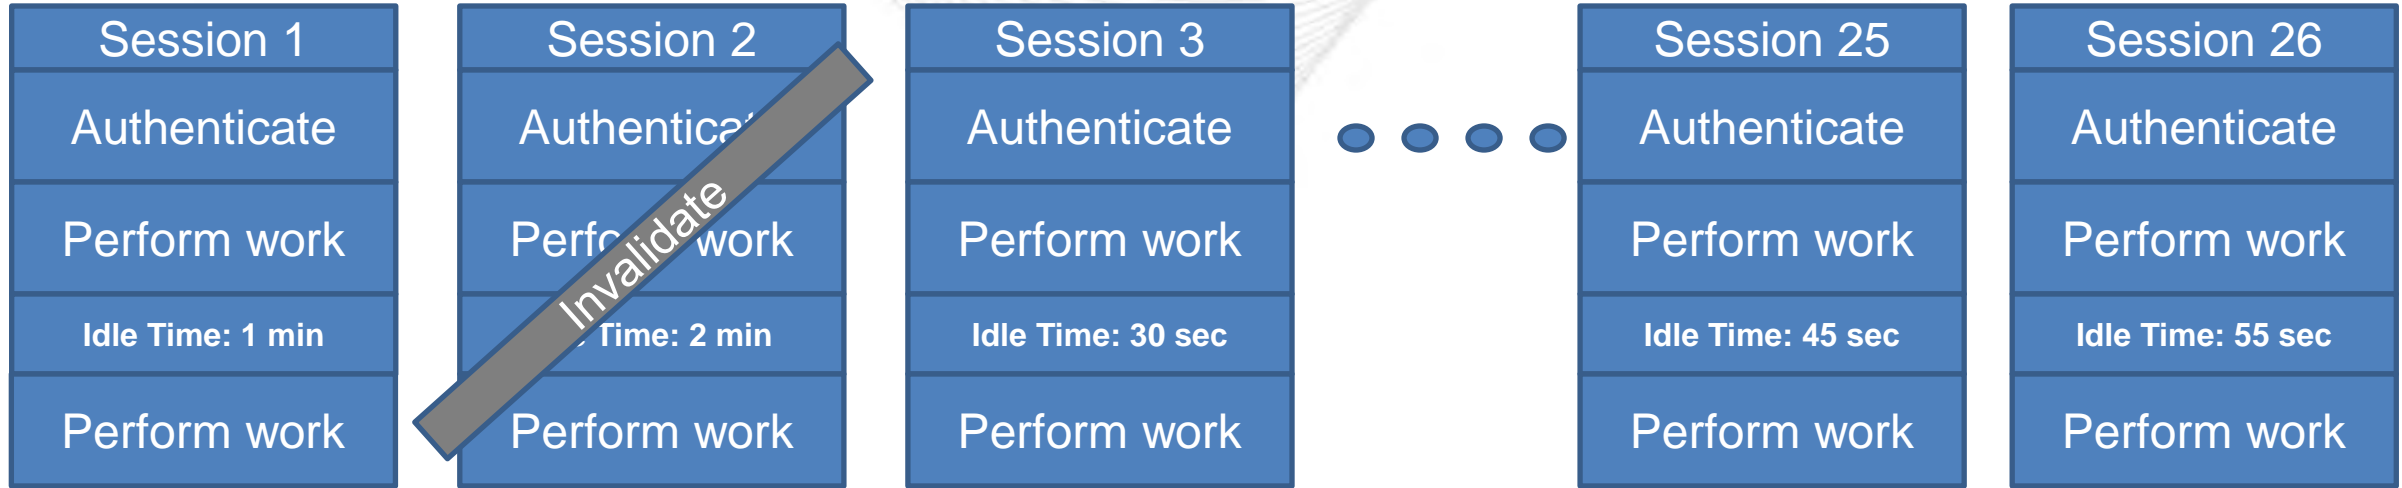 Session 1
Authenticate
Perform work
Idle Time: 1 min
Perform work
Session 2
Perform work
Time: 2 min
Perform work
Invalidate
Session 3
Authenticate
Perform work
Idle Time: 30 sec
Perform work
Session 25
Authenticate
Perform work
Idle Time: 45 sec
Perform work
Session 26
Authenticate
Perform work
Idle Time: 55 sec
Perform work